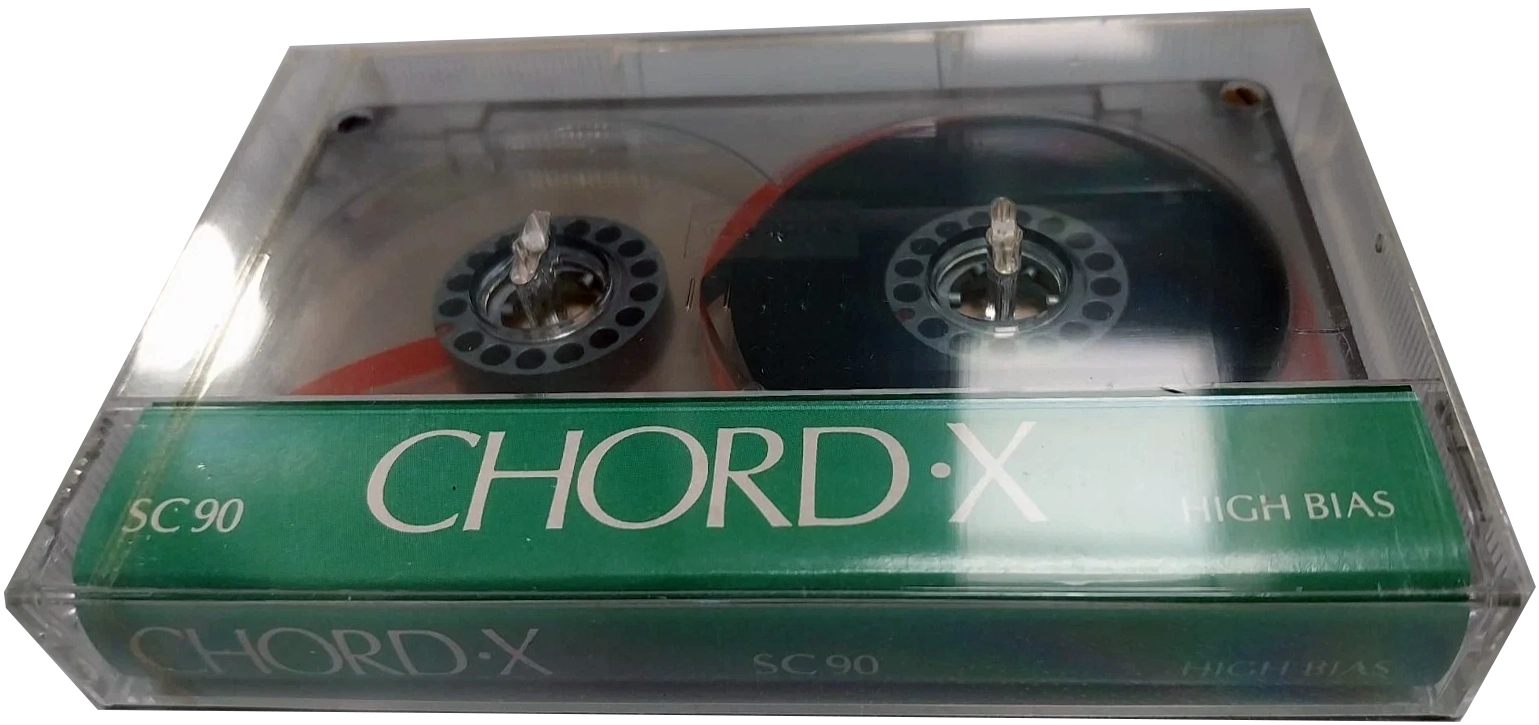 SC 90 CHORD·X HIGH BIAS
CHORD·X SC 90 HIGH BIAS